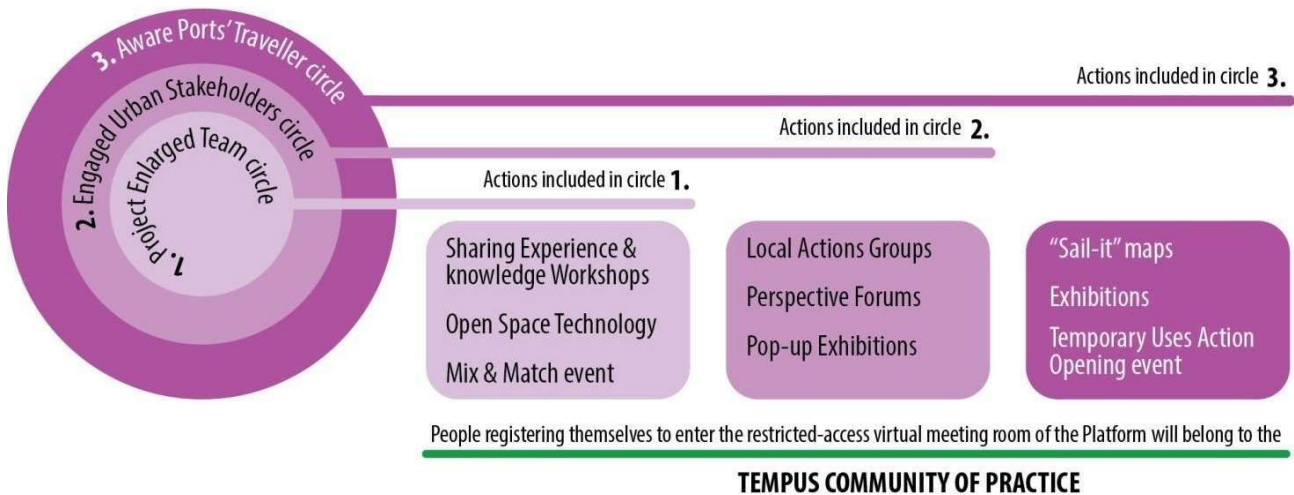 3. Aware Ports' Traveller circle
2. Engaged Urban Stakeholders circle
1. Project Enlarged Team circle
Actions included in circle 3.
Actions included in circle 2.
Actions included in circle 1.
Sharing Experience &
knowledge Workshops
Open Space Technology
Mix & Match event
Local Actions Groups
Perspective Forums
Pop-up Exhibitions
“Sail-it” maps
Exhibitions
Temporary Uses Action
Opening event
People registering themselves to enter the restricted-access virtual meeting room of the Platform will belong to the
TEMPUS COMMUNITY OF PRACTICE